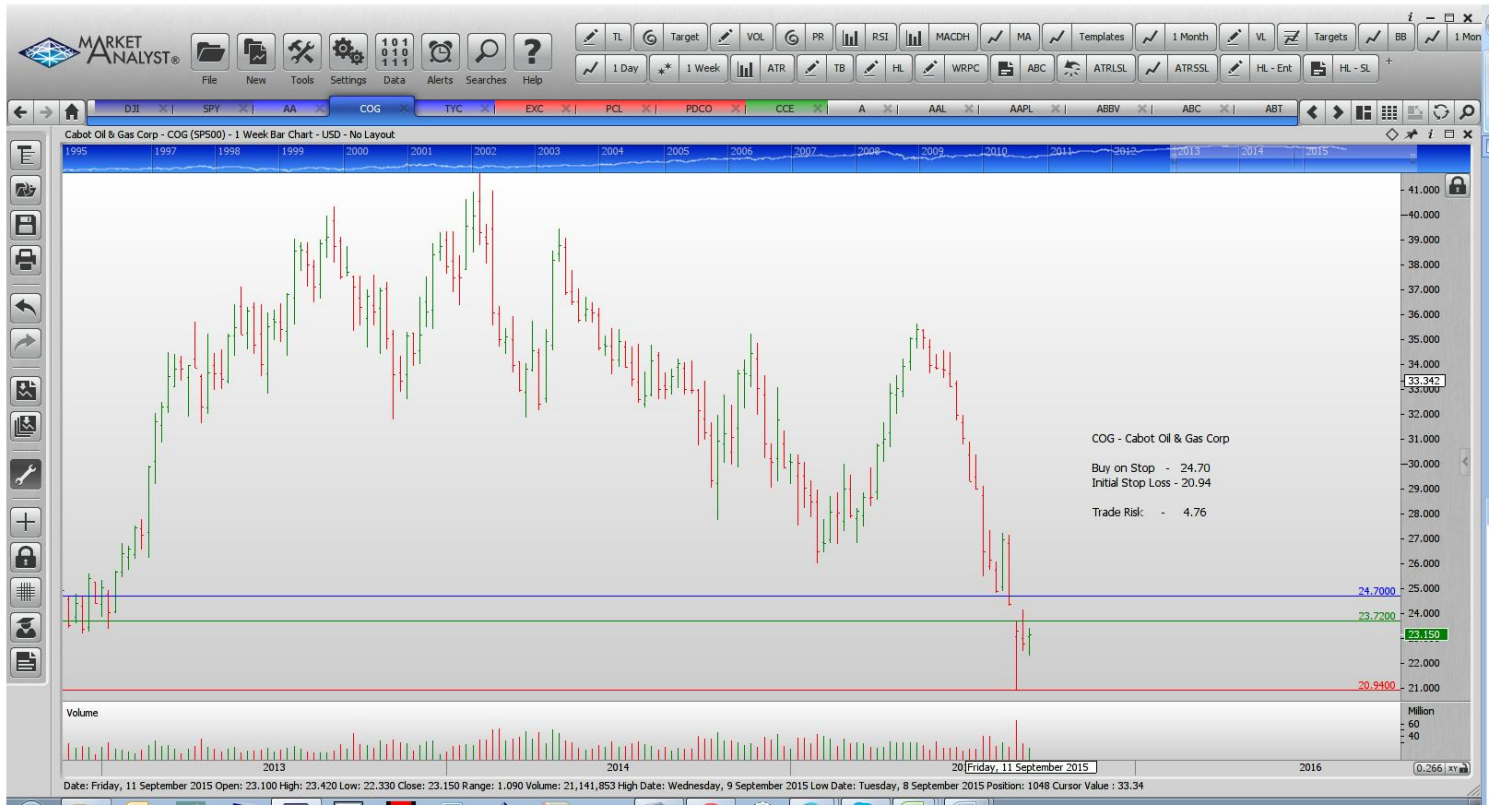 i
MARKET ANALYST®
File New Tools Settings Data Alerts Searches Help
TL Target VOL PR RSI MACDH MA Templates 1 Month VL Targets BB 1 Mon
1 Day 1 Week ATR TB HL WRPC ABC ATRLSL ATRSSL HL - Ent HL - SL +
DJI SPY AA COG TYC EXC PCL PDCO CCE A AAL AAPL ABBV ABC ABT
Cabot Oil & Gas Corp - COG (SP500) - 1 Week Bar Chart - USD - No Layout
i
1995 1997 1998 1999 2000 2001 2002 2003 2004 2005 2006 2007 2008 2009 2010 2011 2012 2013 2014 2015
41.000
40.000
39.000
38.000
37.000
36.000
35.000
34.000
33.342
33.000
32.000
31.000
COG - Cabot Oil & Gas Corp
30.000
Buy on Stop - 24.70
Initial Stop Loss - 20.94
29.000
Trade Risk - 4.76
28.000
27.000
26.000
25.000
24.7000
24.000
23.7200
23.150
22.000
20.9400
21.000
Volume
Million
60
40
2013 2014 20 Friday, 11 September 2015 2016
0.266 XY
Date: Friday, 11 September 2015 Open: 23.100 High: 23.420 Low: 22.330 Close: 23.150 Range: 1.090 Volume: 21,141,853 High Date: Wednesday, 9 September 2015 Low Date: Tuesday, 8 September 2015 Position: 1048 Cursor Value : 33.34